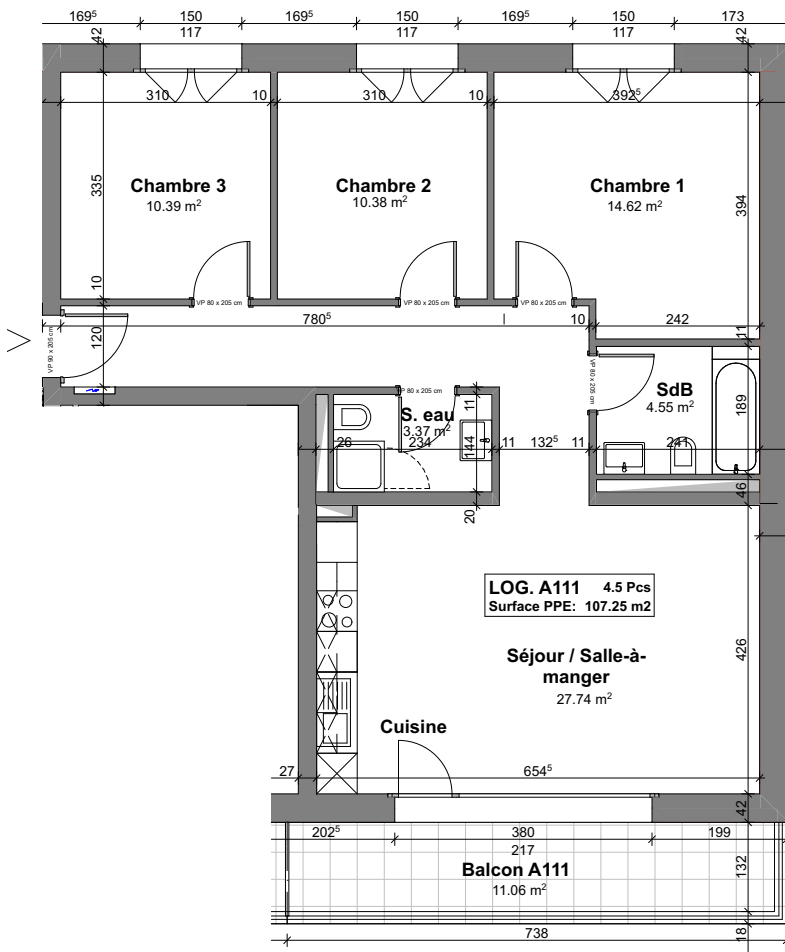 169⁵ 150 169⁵ 150 169⁵ 150 173
42 117 117 117 42
310 10 310 10 392⁵
335
Chambre 3
10.39 m²
Chambre 2
10.38 m²
Chambre 1
14.62 m²
394
10
VP 80 x 205 cm
VP 80 x 205 cm
VP 80 x 205 cm
780⁵ 10 242
VP 90 x 205 cm
120
11
VP 80 x 205 cm
VP 80 x 205 cm
SdB
4.55 m²
189
S. eau
3.37 m²
11
26 234 144 11 132⁵ 11 241
46
20
LOG. A111 4.5 Pcs
Surface PPE: 107.25 m2
426
Séjour / Salle-à-
manger
27.74 m²
Cuisine
27 654⁵
42
202⁵ 380 199
217
Balcon A111
11.06 m²
132
738
18